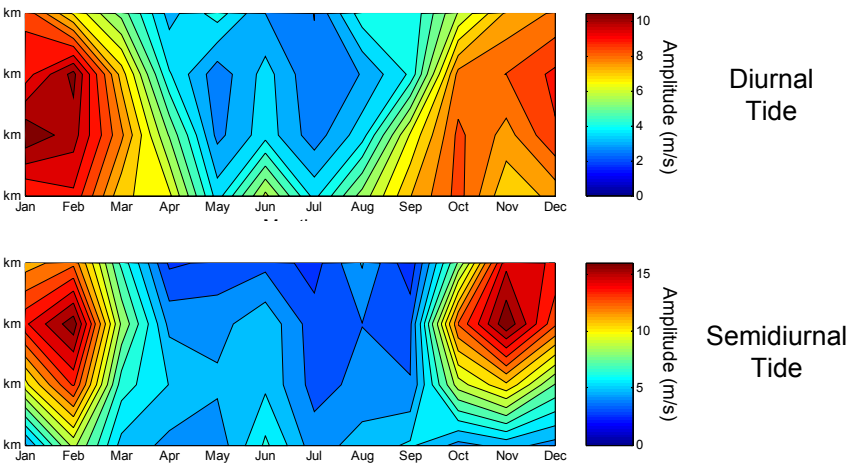 km
10
km
8
6
km
4
2
km
0
Jan Feb Mar Apr May Jun Jul Aug Sep Oct Nov Dec
Amplitude (m/s)
Diurnal
Tide
km
15
km
10
km
5
km
0
Jan Feb Mar Apr May Jun Jul Aug Sep Oct Nov Dec
Amplitude (m/s)
Semidiurnal
Tide